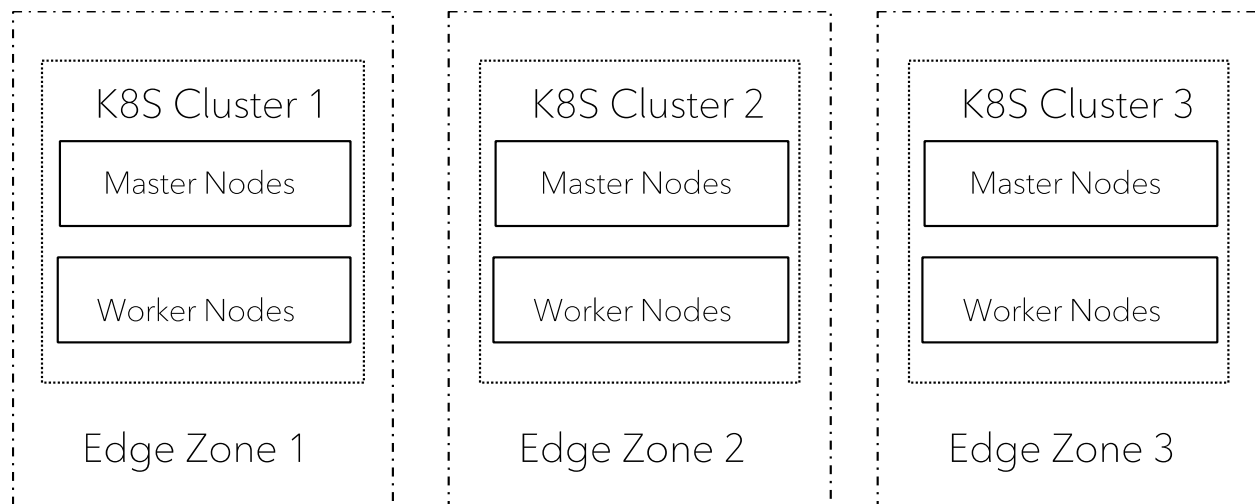 K8S Cluster 1
Master Nodes
Worker Nodes
Edge Zone 1
K8S Cluster 2
Master Nodes
Worker Nodes
Edge Zone 2
K8S Cluster 3
Master Nodes
Worker Nodes
Edge Zone 3